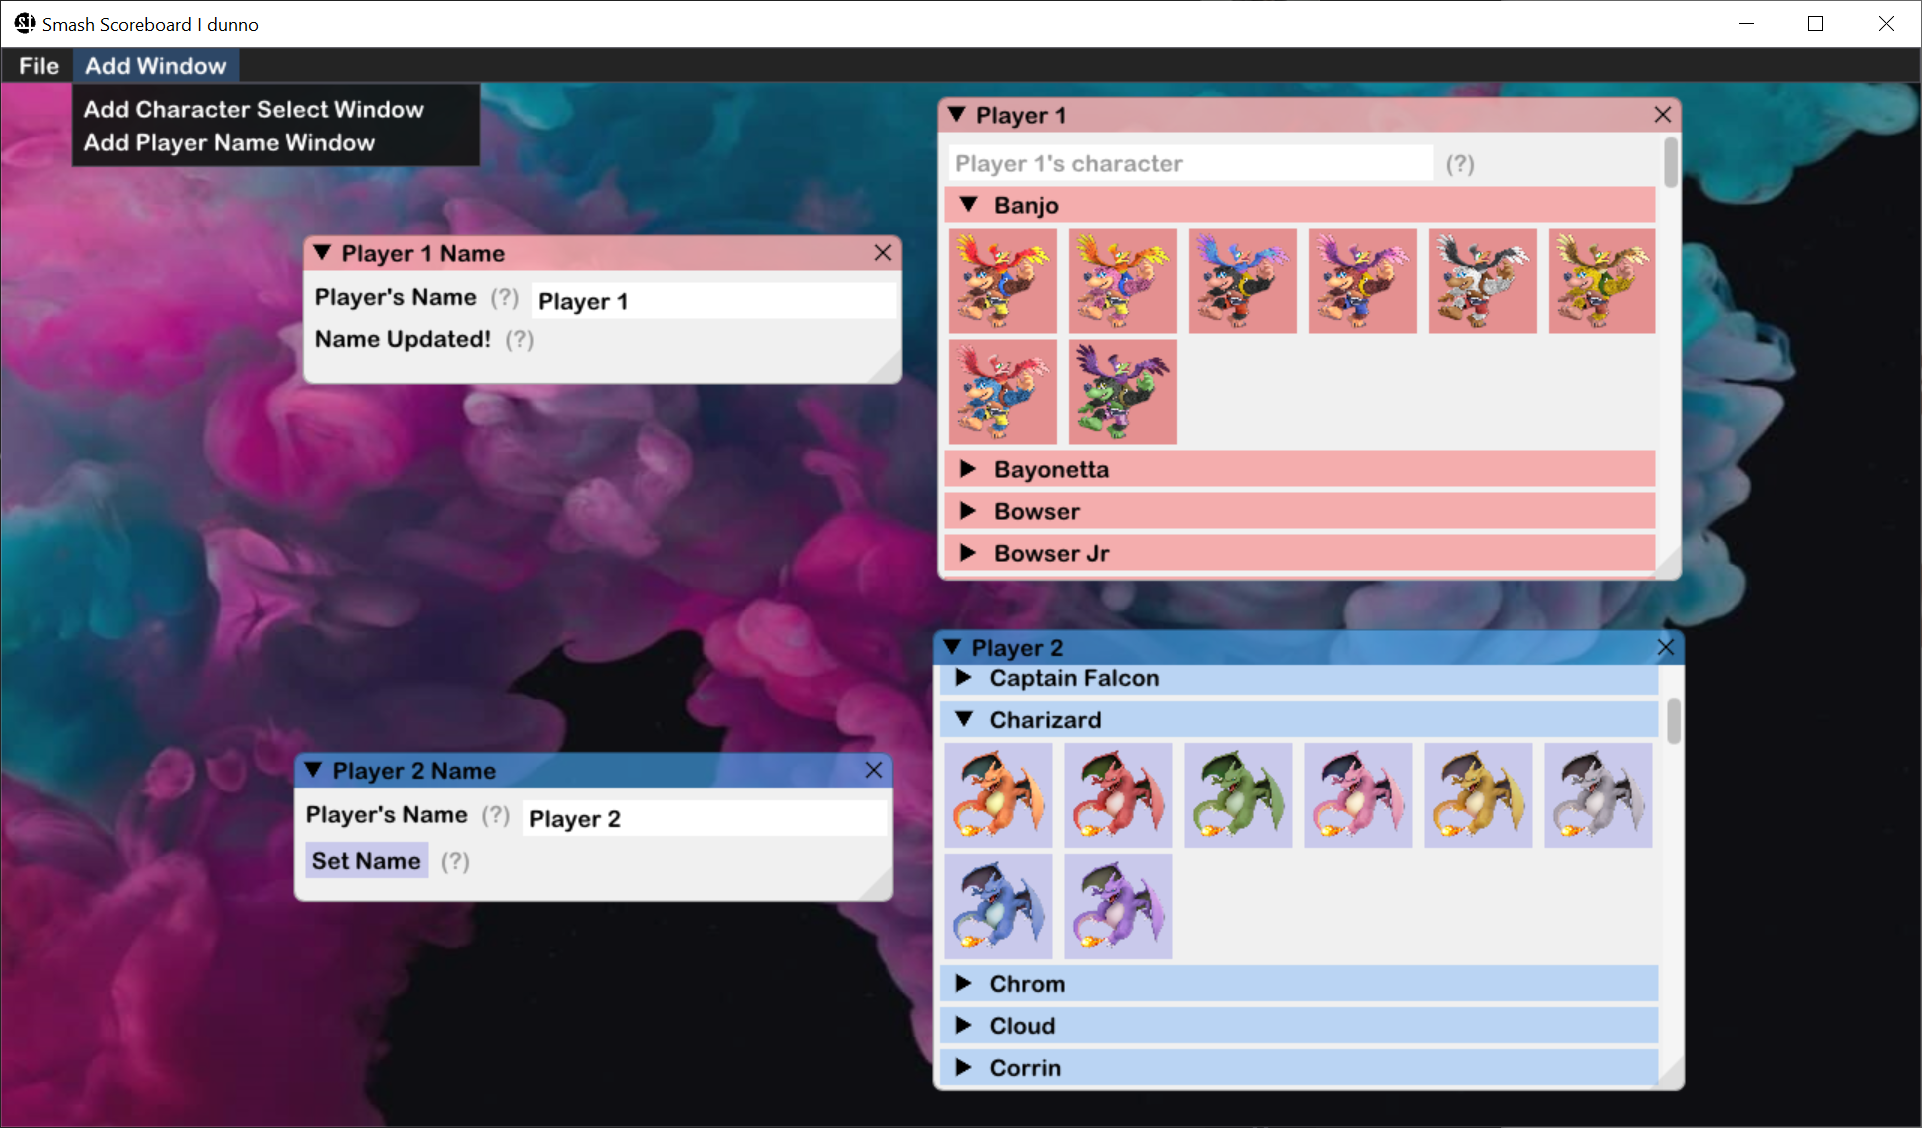 Smash Scoreboard I dunno
File Add Window
Add Character Select Window
Add Player Name Window
Player 1 Name
Player's Name (?) Player 1
Name Updated! (?)
Player 1
Player 1's character (?)
Banjo
Bayonetta
Bowser
Bowser Jr
Player 2 Name
Player's Name (?) Player 2
Set Name (?)
Player 2
Captain Falcon
Charizard
Chrom
Cloud
Corrin